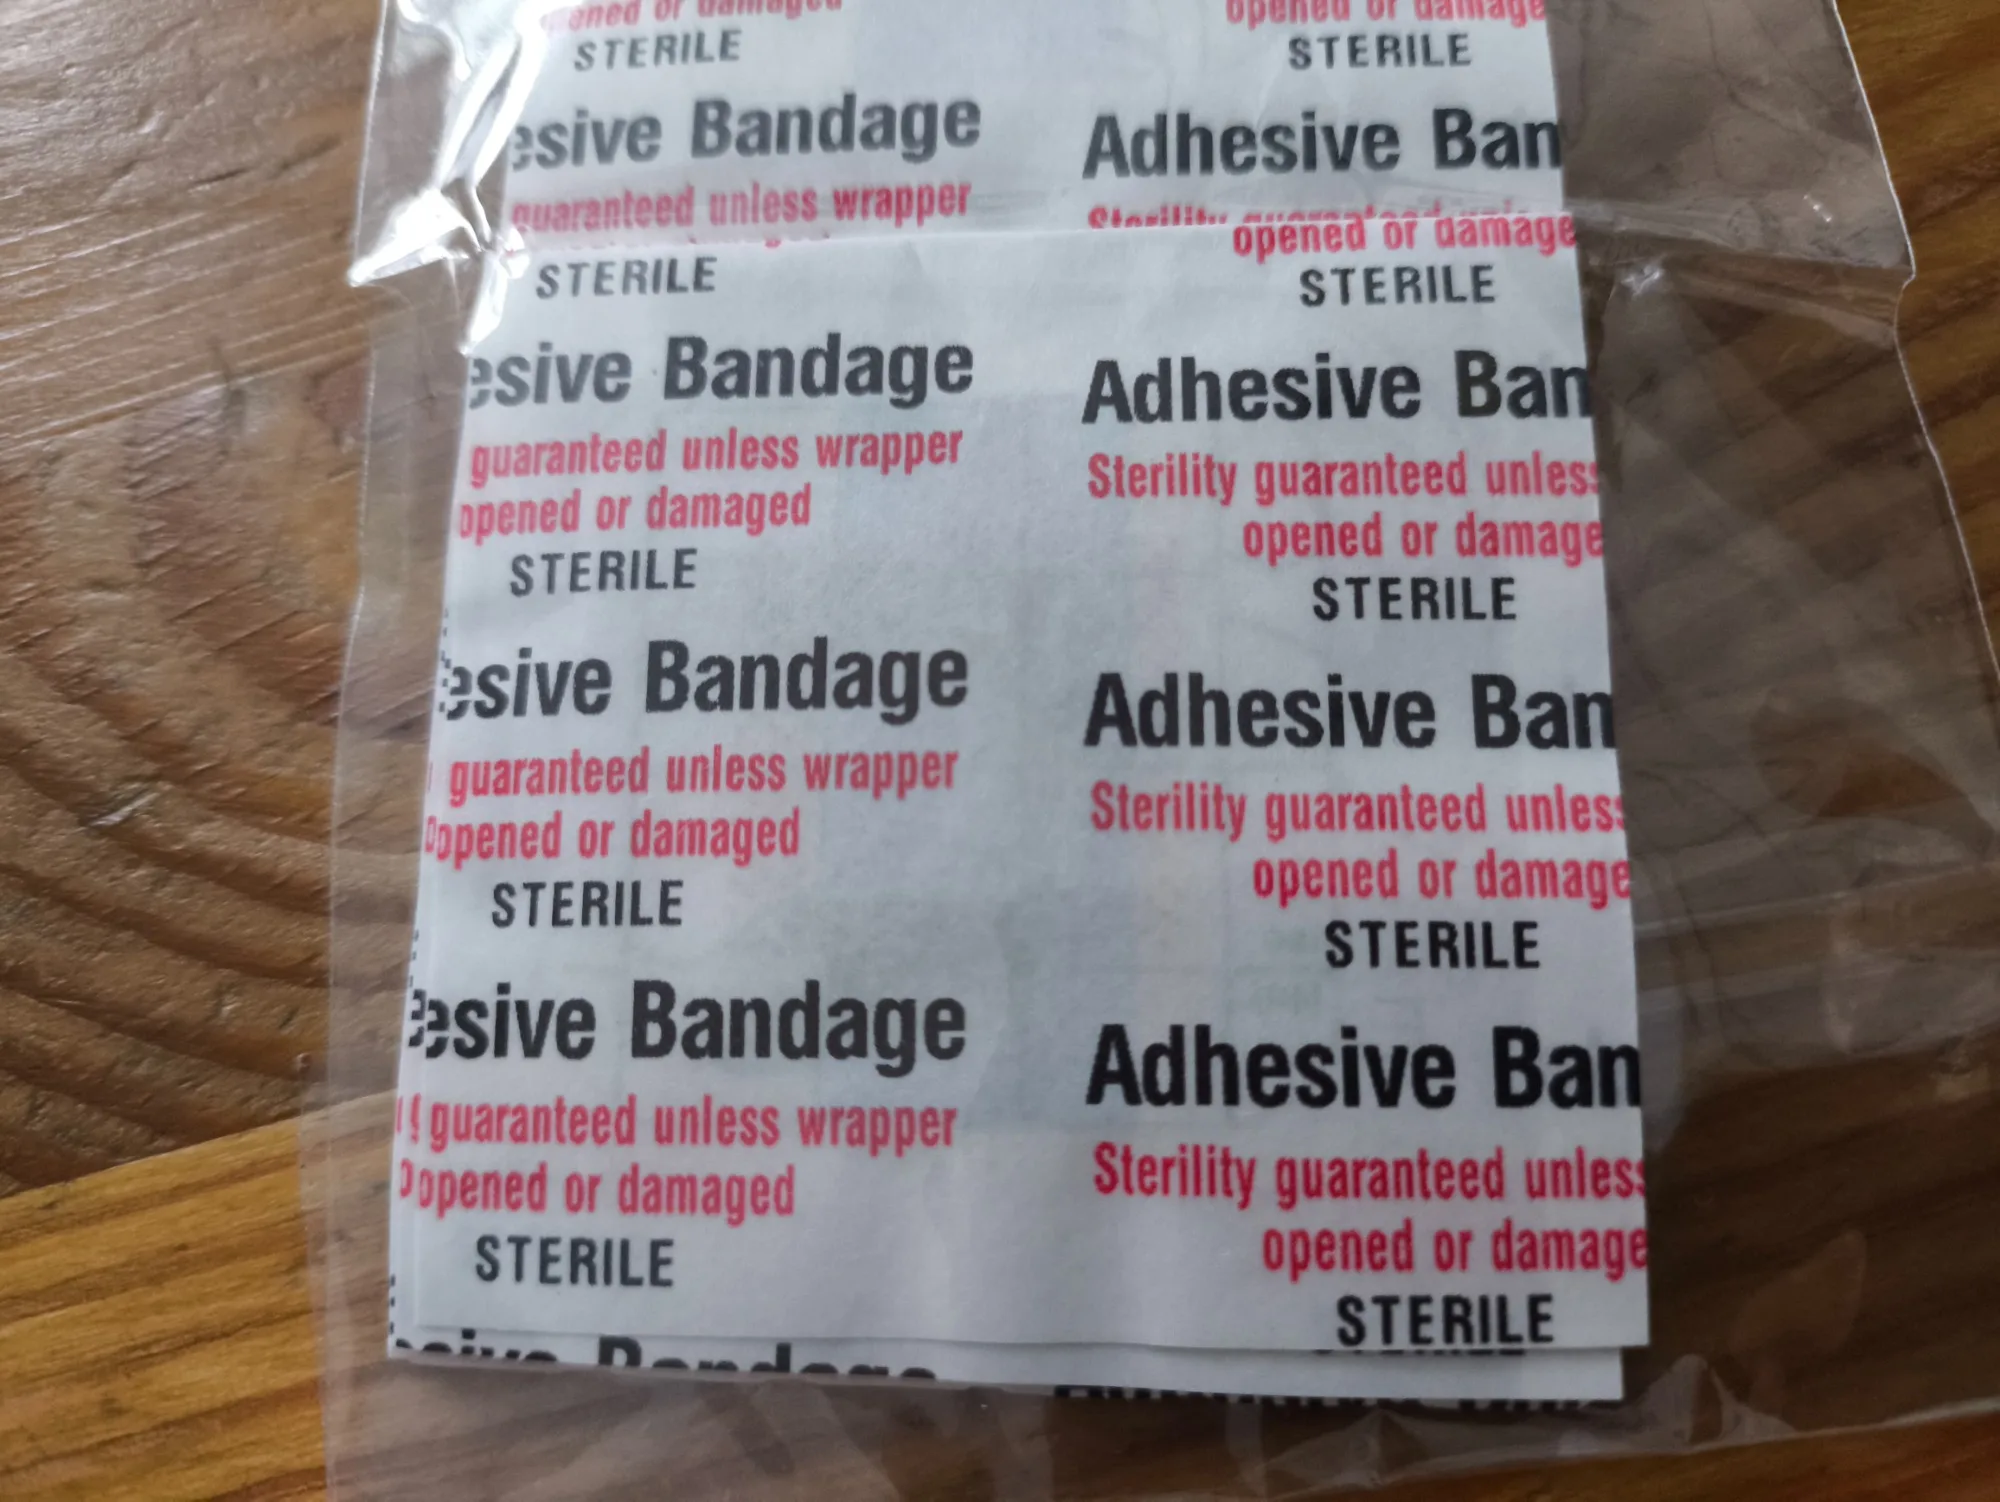 opened or damage
STERILE STERILE
esive Bandage Adhesive Ban
guaranteed unless wrapper
opened or damage
STERILE STERILE
esive Bandage Adhesive Ban
guaranteed unless wrapper Sterility guaranteed unless
opened or damaged opened or damage
STERILE STERILE
esive Bandage Adhesive Ban
guaranteed unless wrapper Sterility guaranteed unless
opened or damaged opened or damage
STERILE STERILE
esive Bandage Adhesive Ban
guaranteed unless wrapper Sterility guaranteed unless
opened or damaged opened or damage
STERILE STERILE